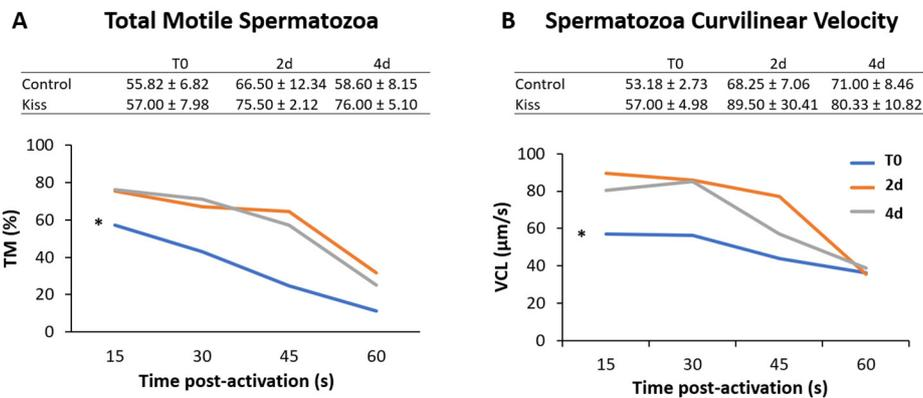 A Total Motile Spermatozoa
T0 2d 4d
Control 55.82 ± 6.82 66.50 ± 12.34 58.60 ± 8.15
Kiss 57.00 ± 7.98 75.50 ± 2.12 76.00 ± 5.10
100
80
60
40
20
0
*
TM (%)
15 30 45 60
Time post-activation (s)
B Spermatozoa Curvilinear Velocity
T0 2d 4d
Control 53.18 ± 2.73 68.25 ± 7.06 71.00 ± 8.46
Kiss 57.00 ± 4.98 89.50 ± 30.41 80.33 ± 10.82
100
80
60
40
20
0
*
VCL (µm/s)
T0
2d
4d
15 30 45 60
Time post-activation (s)